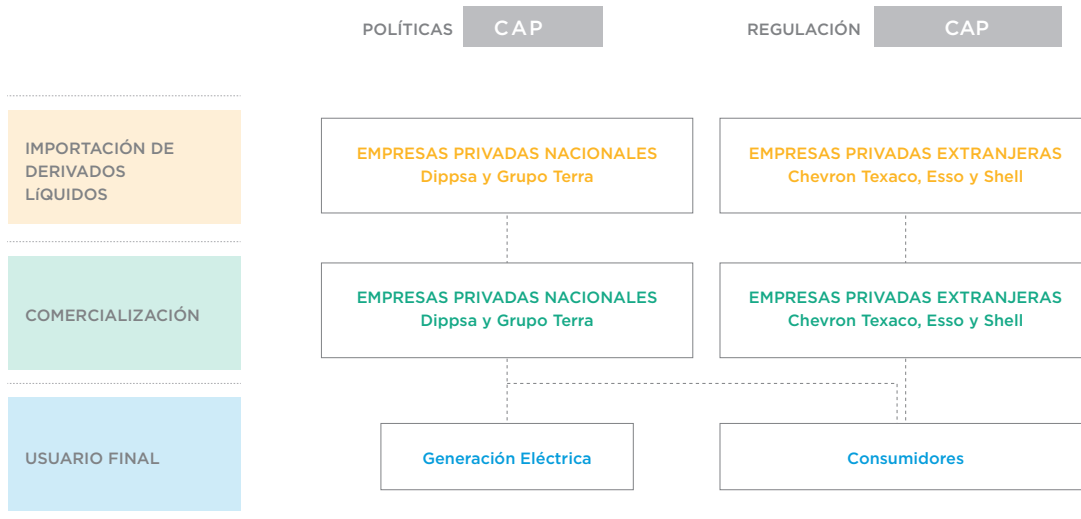 POLÍTICAS CAP REGULACIÓN CAP
IMPORTACIÓN DE
DERIVADOS
LíQUIDOS
EMPRESAS PRIVADAS NACIONALES
Dippsa y Grupo Terra
EMPRESAS PRIVADAS EXTRANJERAS
Chevron Texaco, Esso y Shell
COMERCIALIZACIÓN
EMPRESAS PRIVADAS NACIONALES
Dippsa y Grupo Terra
EMPRESAS PRIVADAS EXTRANJERAS
Chevron Texaco, Esso y Shell
USUARIO FINAL
Generación Eléctrica
Consumidores